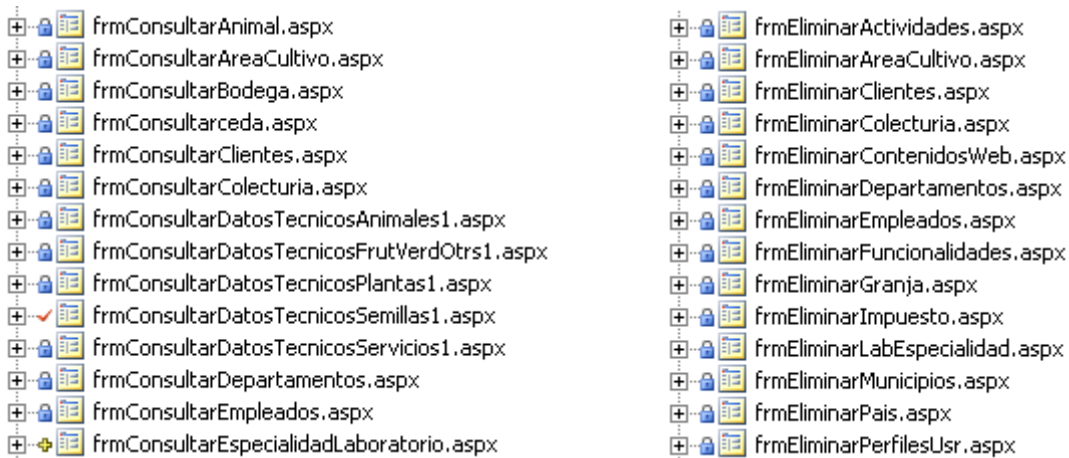 frmConsultarAnimal.aspx
frmConsultarAreaCultivo.aspx
frmConsultarBodega.aspx
frmConsultarceda.aspx
frmConsultarClientes.aspx
frmConsultarColecturia.aspx
frmConsultarDatosTecnicosAnimales1.aspx
frmConsultarDatosTecnicosFrutVerdOtrs1.aspx
frmConsultarDatosTecnicosPlantas1.aspx
frmConsultarDatosTecnicosSemillas1.aspx
frmConsultarDatosTecnicosServicios1.aspx
frmConsultarDepartamentos.aspx
frmConsultarEmpleados.aspx
frmConsultarEspecialidadLaboratorio.aspx
frmEliminarActividades.aspx
frmEliminarAreaCultivo.aspx
frmEliminarClientes.aspx
frmEliminarColecturia.aspx
frmEliminarContenidosWeb.aspx
frmEliminarDepartamentos.aspx
frmEliminarEmpleados.aspx
frmEliminarFuncionalidades.aspx
frmEliminarGranja.aspx
frmEliminarImpuesto.aspx
frmEliminarLabEspecialidad.aspx
frmEliminarMunicipios.aspx
frmEliminarPais.aspx
frmEliminarPerfilesUsr.aspx